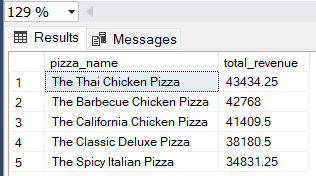 129 %
Results Messages
pizza_name total_revenue
1 The Thai Chicken Pizza 43434.25
2 The Barbecue Chicken Pizza 42768
3 The California Chicken Pizza 41409.5
4 The Classic Deluxe Pizza 38180.5
5 The Spicy Italian Pizza 34831.25